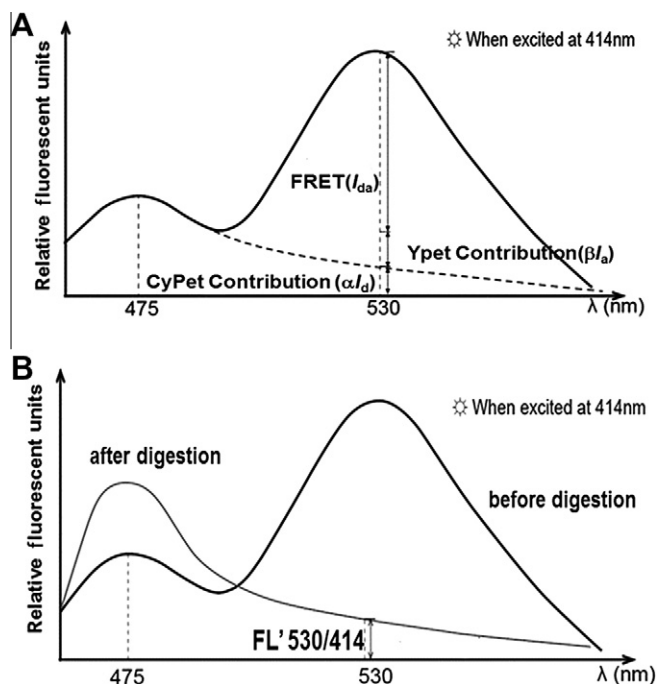 A
☼ When excited at 414nm
Relative fluorescent units
FRET(Ida)
Ypet Contribution(βIa)
CyPet Contribution (αId)
475
530
λ (nm)
B
☼ When excited at 414nm
Relative fluorescent units
after digestion
before digestion
FL' 530/414
475
530
λ (nm)